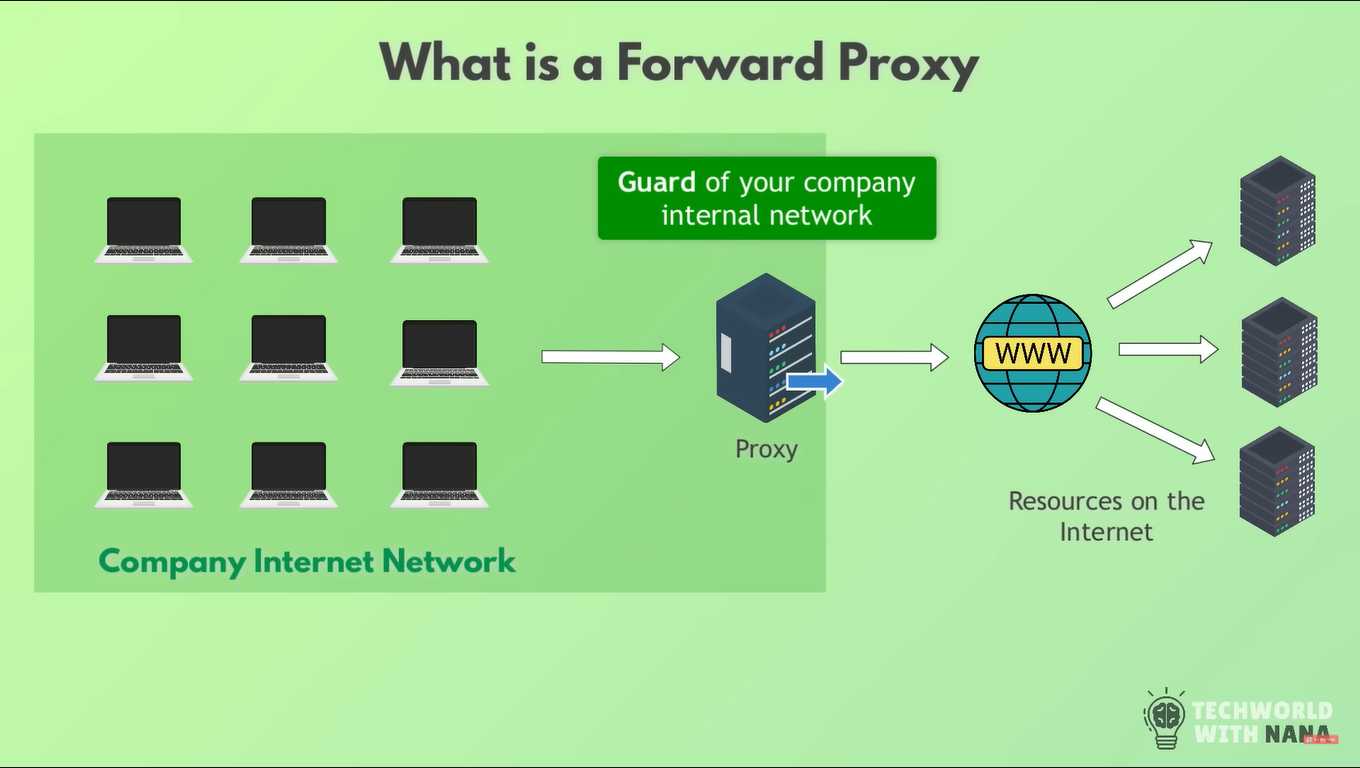 What is a Forward Proxy
Guard of your company
internal network
WWW
Proxy
Resources on the
Internet
Company Internet Network
TECHWORLD
WITH NANA